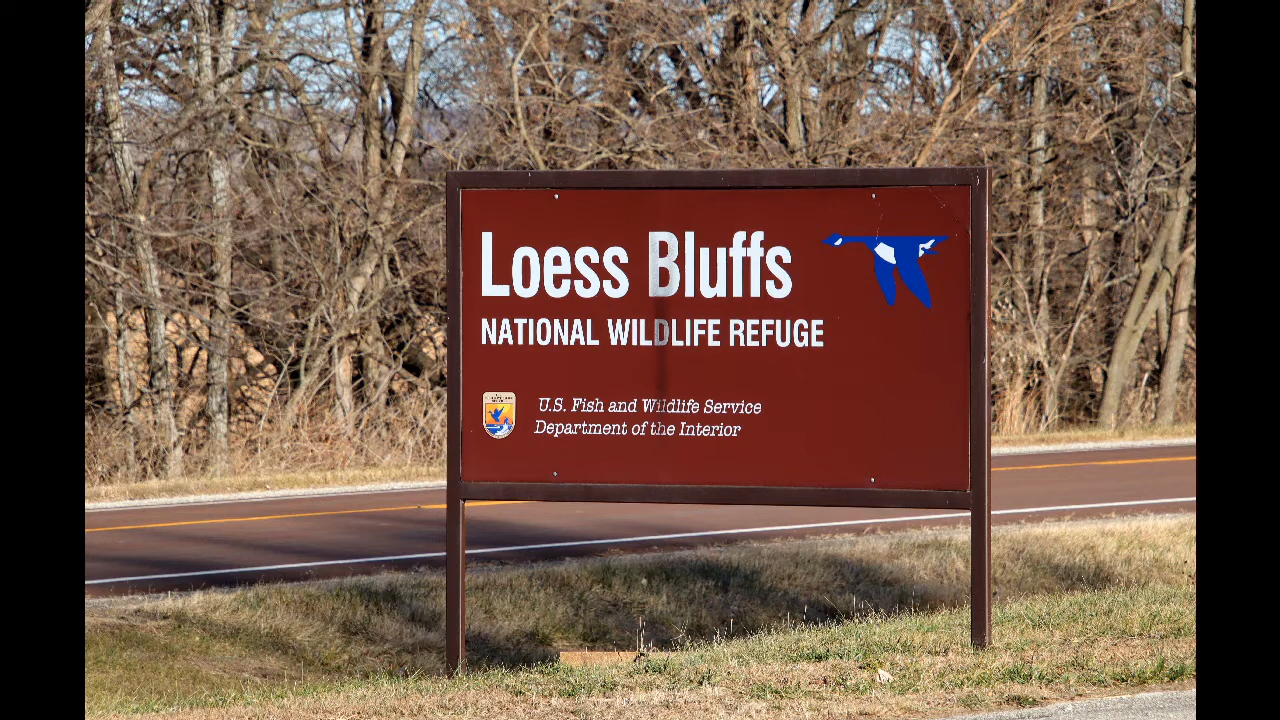 Loess Bluffs
NATIONAL WILDLIFE REFUGE
U.S. Fish and Wildlife Service
Department of the Interior